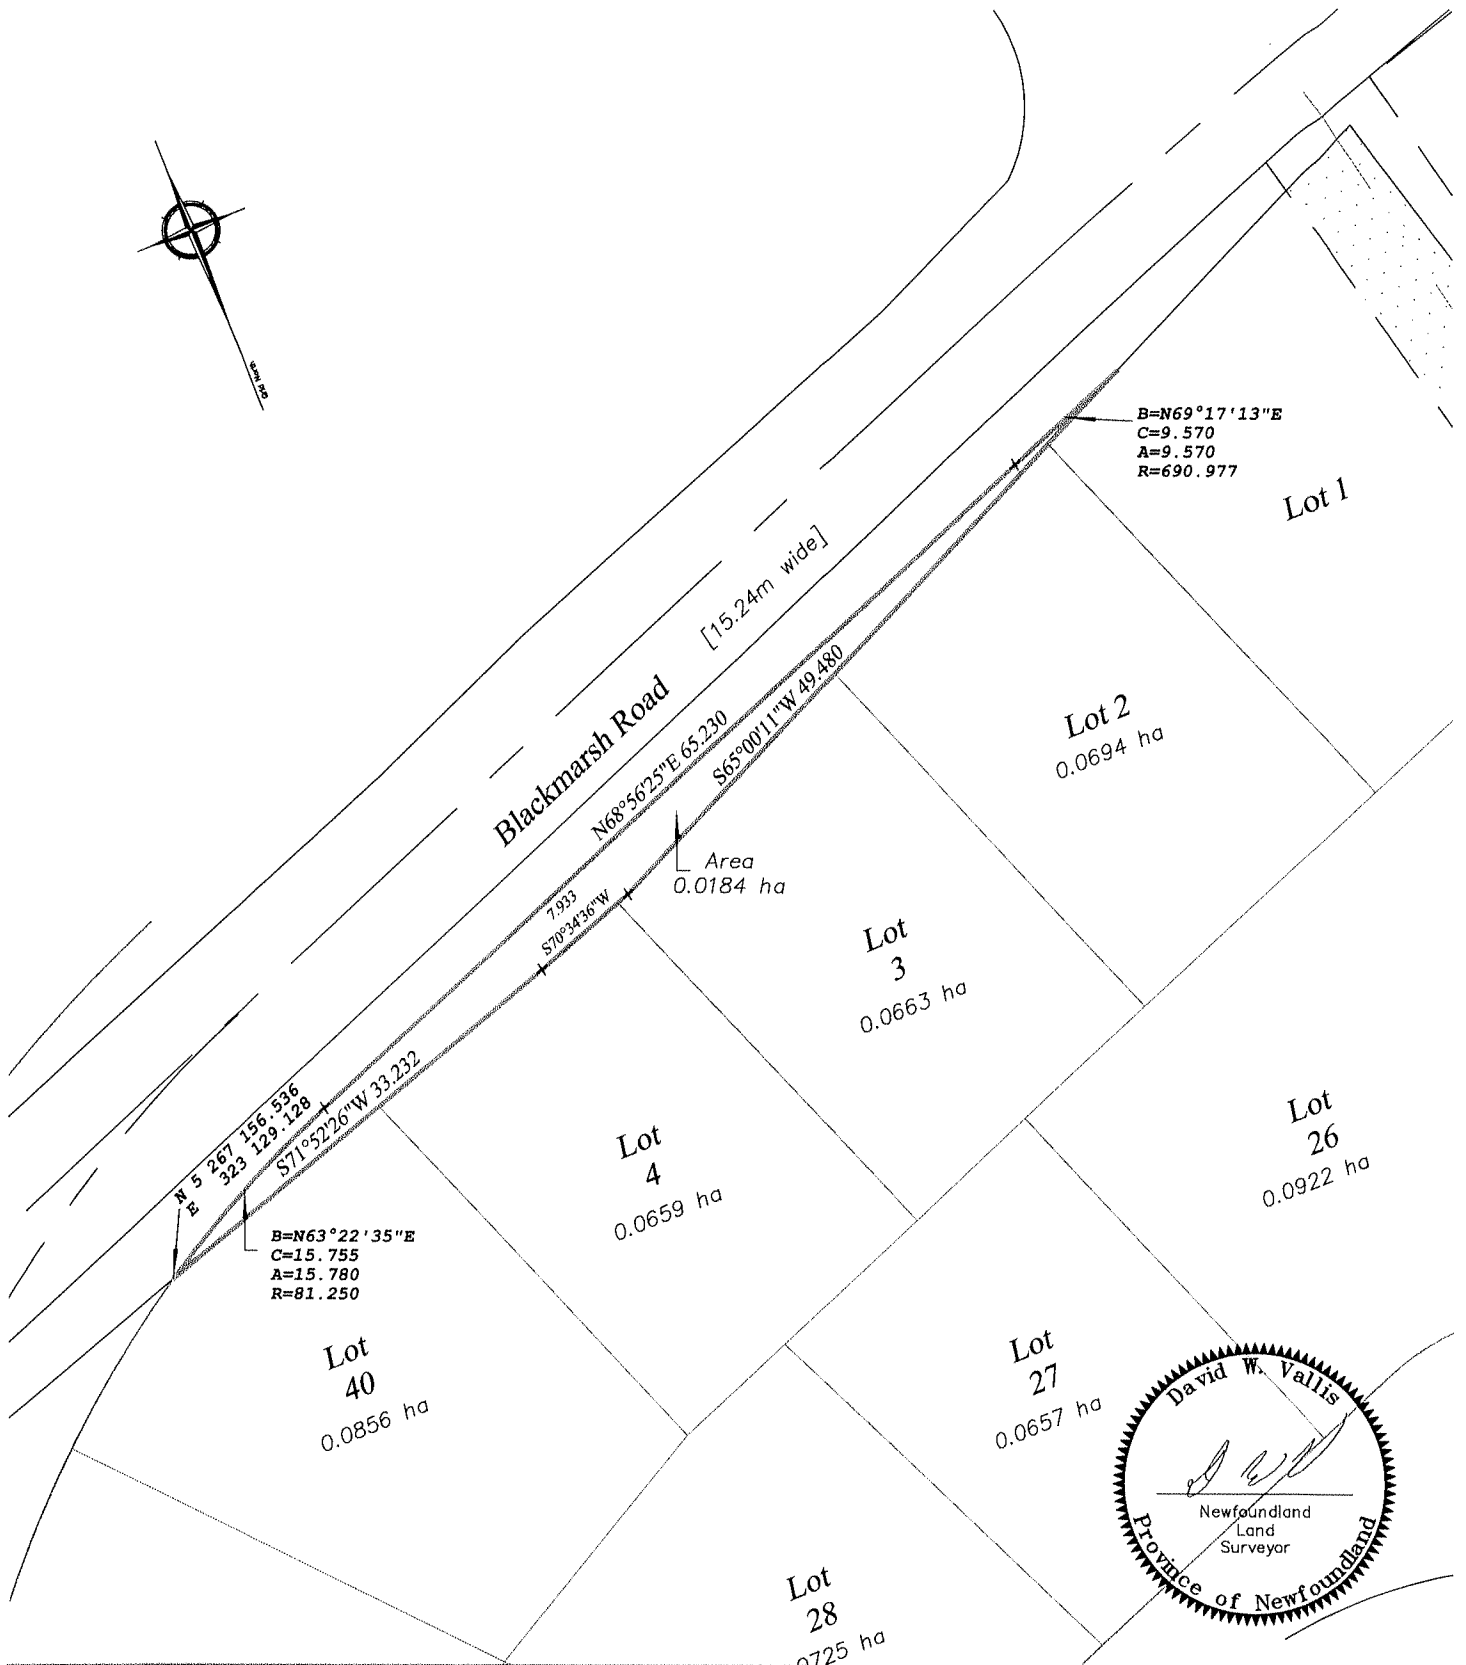 Grid North
B=N69°17'13"E
C=9.570
A=9.570
R=690.977
Lot 1
[15.24m wide]
Blackmarsh Road
N68°56'25"E 65.230
S65°00'11"W 49.480
Lot 2
0.0694 ha
Area
0.0184 ha
7.933
S70°34'36"W
Lot
3
0.0663 ha
S71°52'26"W 33.232
N 5 267 156.536
E 323 129.128
Lot
4
0.0659 ha
Lot
26
0.0922 ha
B=N63°22'35"E
C=15.755
A=15.780
R=81.250
Lot
40
0.0856 ha
Lot
27
0.0657 ha
David W. Vallis
Newfoundland
Land
Surveyor
Province of Newfoundland
Lot
28
0725 ha